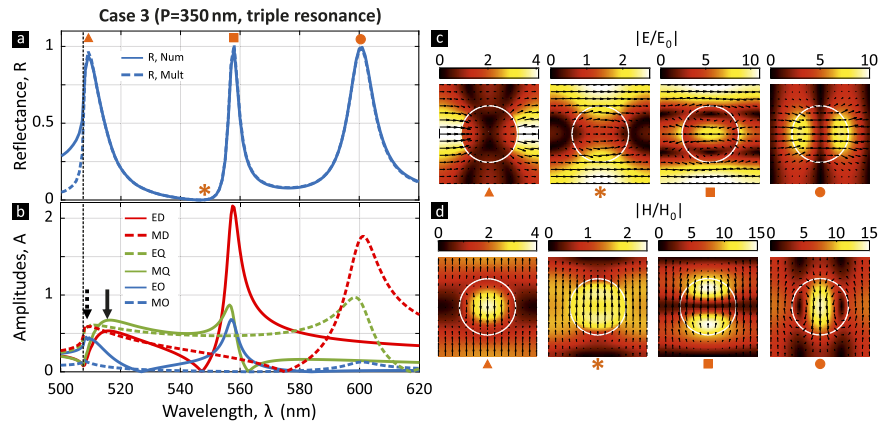 Case 3 (P=350 nm, triple resonance)
a
1
0.5
0
Reflectance, R
R, Num
R, Mult
b
2
1
0
Amplitudes, A
ED
MD
EQ
MQ
EO
MO
500 520 540 560 580 600 620
Wavelength, λ (nm)
c
|E/E0|
0 2 4
0 1 2
0 5 10
0 5 10
d
|H/H0|
0 2 4
0 1 2
0 5 10 15
0 5 10 15